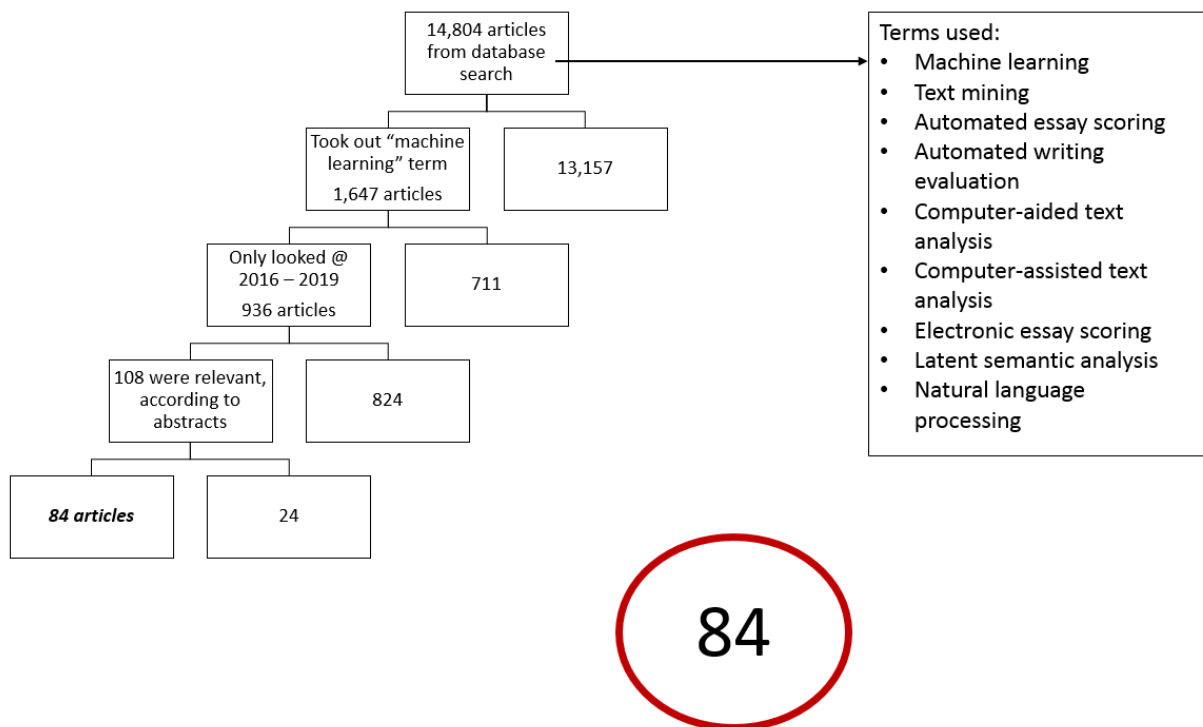 14,804 articles
from database
search
Terms used:
• Machine learning
• Text mining
• Automated essay scoring
• Automated writing
evaluation
• Computer-aided text
analysis
• Computer-assisted text
analysis
• Electronic essay scoring
• Latent semantic analysis
• Natural language
processing
Took out “machine
learning” term
1,647 articles
13,157
Only looked @
2016 – 2019
936 articles
711
108 were relevant,
according to
abstracts
824
84 articles
24
84